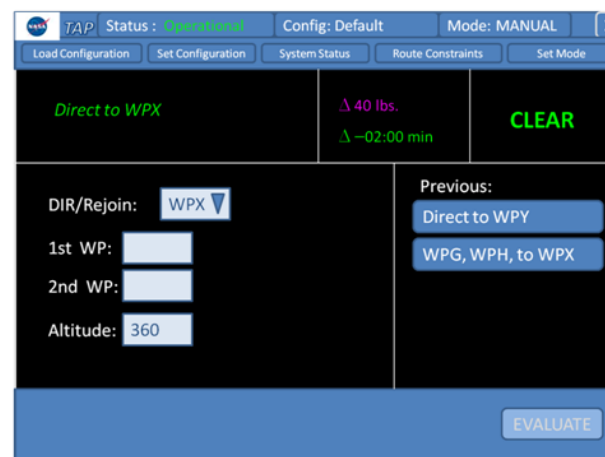 NASA TAP Status : Operational Config: Default Mode: MANUAL
Load Configuration Set Configuration System Status Route Constraints Set Mode
Direct to WPX
Δ 40 lbs.
Δ −02:00 min
CLEAR
DIR/Rejoin: WPX
1st WP:
2nd WP:
Altitude: 360
Previous:
Direct to WPY
WPG, WPH, to WPX
EVALUATE